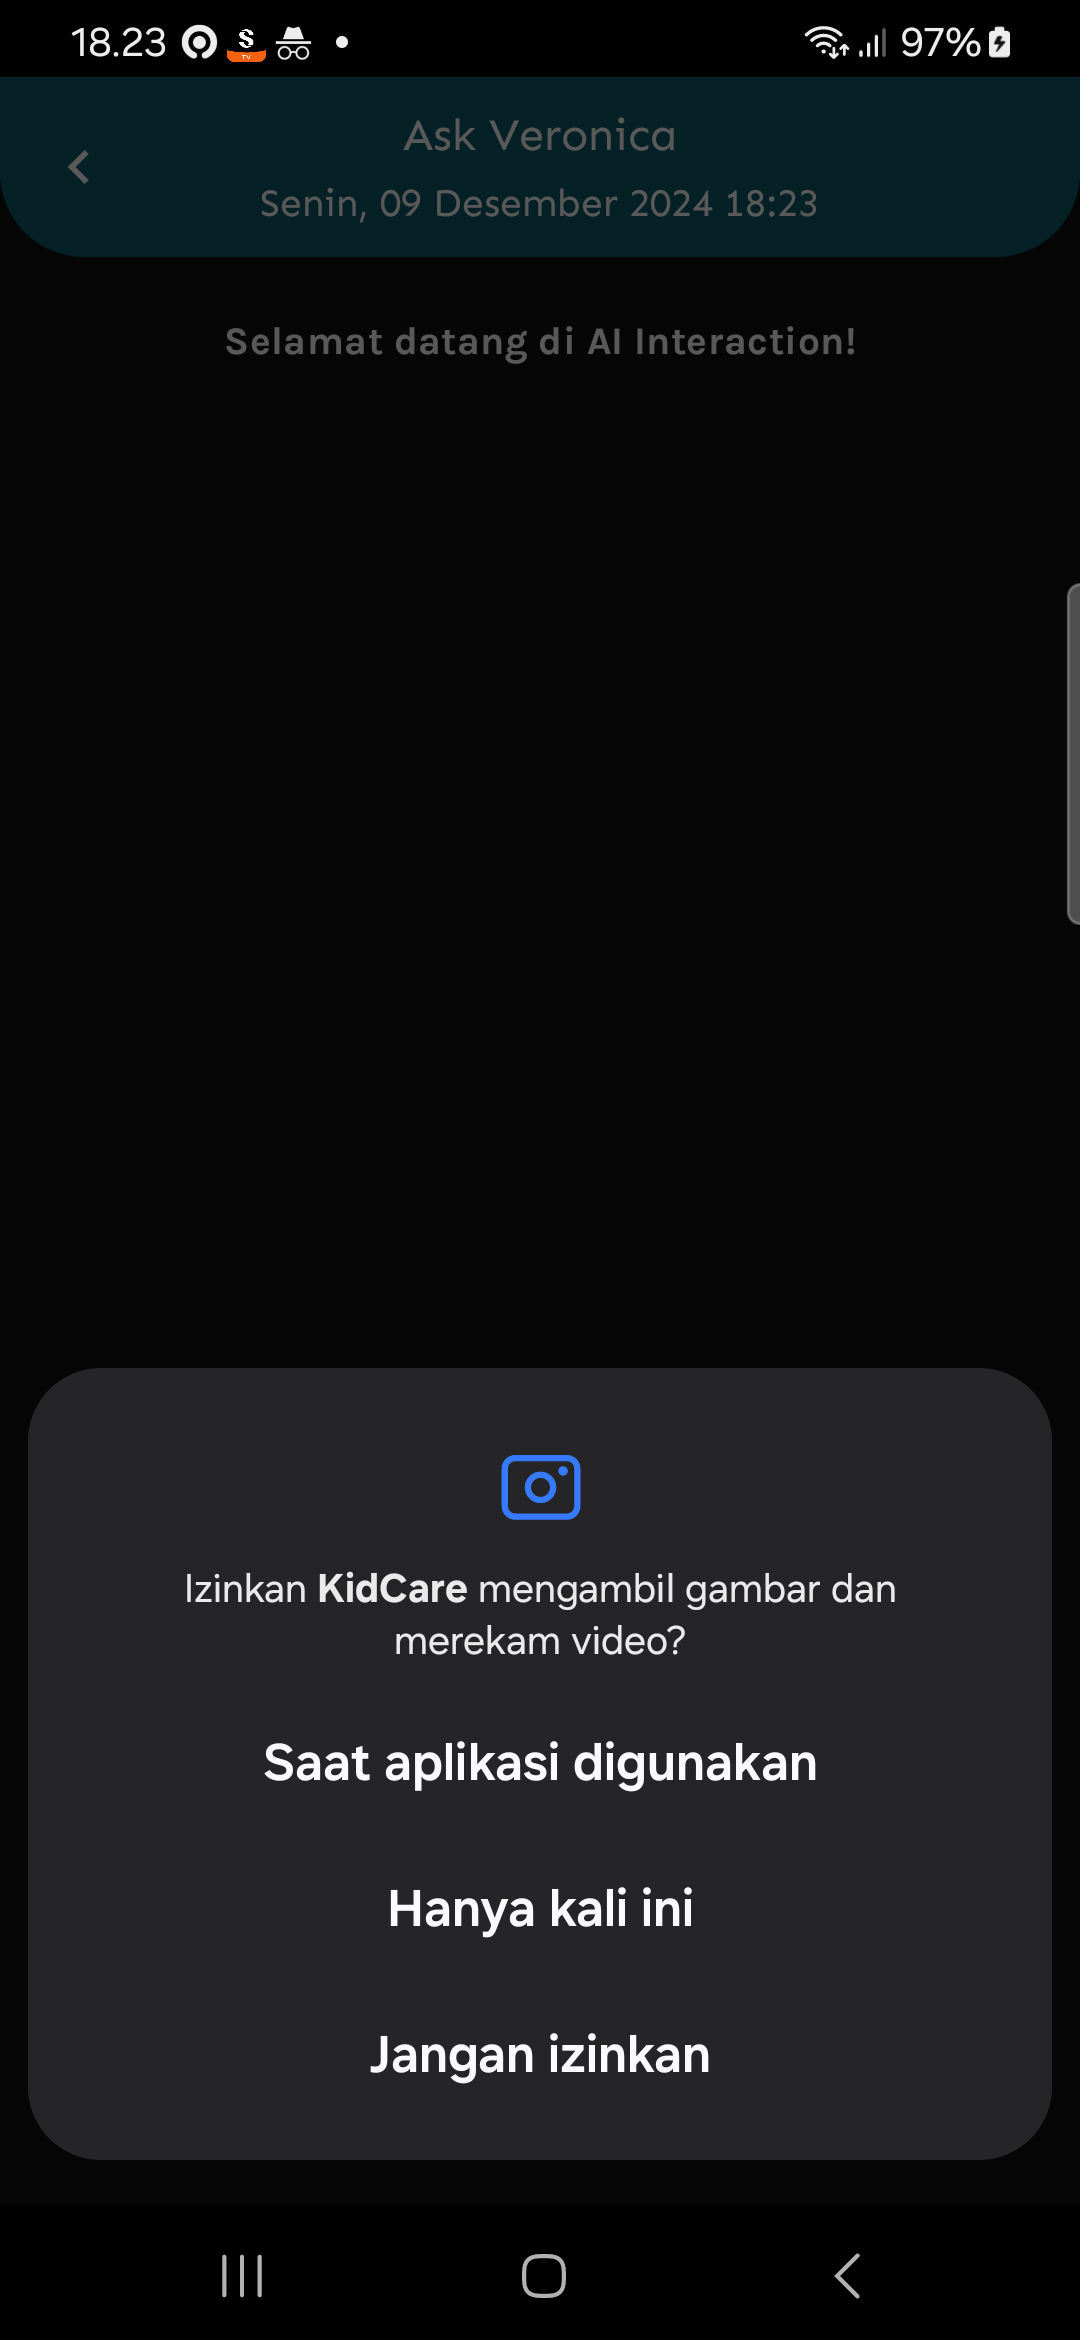 18.23
S
TV
97%
Ask Veronica
Senin, 09 Desember 2024 18:23
Selamat datang di AI Interaction!
Izinkan KidCare mengambil gambar dan
merekam video?
Saat aplikasi digunakan
Hanya kali ini
Jangan izinkan